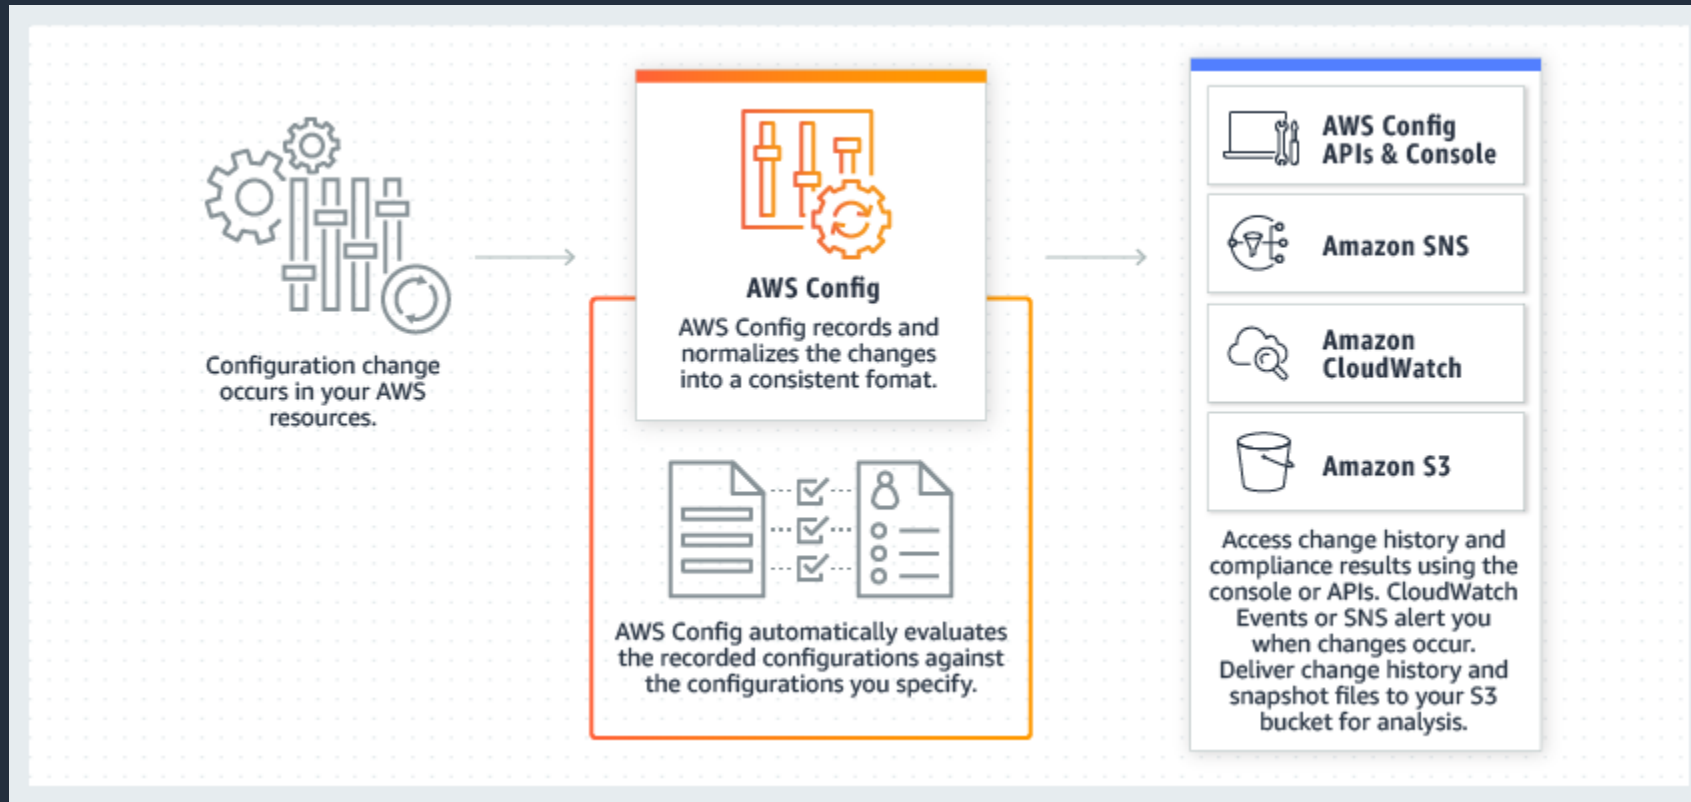 Configuration change
occurs in your AWS
resources.
AWS Config
AWS Config records and
normalizes the changes
into a consistent fomat.
AWS Config automatically evaluates
the recorded configurations against
the configurations you specify.
AWS Config
APIs & Console
Amazon SNS
Amazon
CloudWatch
Amazon S3
Access change history and
compliance results using the
console or APIs. CloudWatch
Events or SNS alert you
when changes occur.
Deliver change history and
snapshot files to your S3
bucket for analysis.